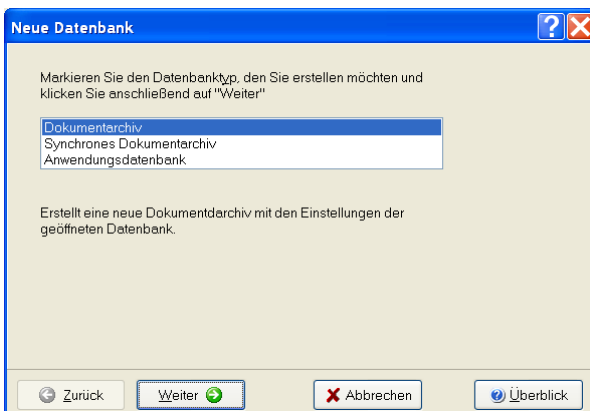 Neue Datenbank
Markieren Sie den Datenbanktyp, den Sie erstellen möchten und
klicken Sie anschließend auf "Weiter"
Dokumentarchiv
Synchrones Dokumentarchiv
Anwendungsdatenbank
Erstellt eine neue Dokumentdarchiv mit den Einstellungen der
geöffneten Datenbank.
Zurück Weiter Abbrechen Überblick